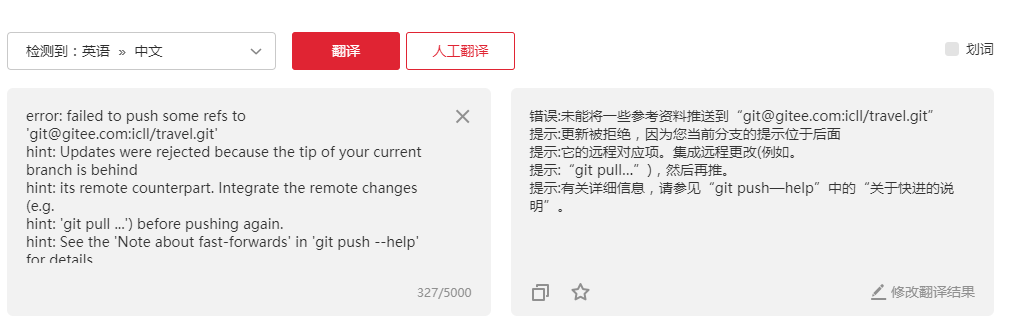 检测到：英语 » 中文
翻译
人工翻译
划词
error: failed to push some refs to
'git@gitee.com:icll/travel.git'
hint: Updates were rejected because the tip of your current
branch is behind
hint: its remote counterpart. Integrate the remote changes
(e.g.
hint: 'git pull ...') before pushing again.
hint: See the 'Note about fast-forwards' in 'git push --help'
for details
327/5000
错误:未能将一些参考资料推送到“git@gitee.com:icll/travel.git”
提示:更新被拒绝，因为您当前分支的提示位于后面
提示:它的远程对应项。集成远程更改(例如。
提示:“git pull…”)，然后再推。
提示:有关详细信息，请参见“git push—help”中的“关于快进的说
明”。
修改翻译结果